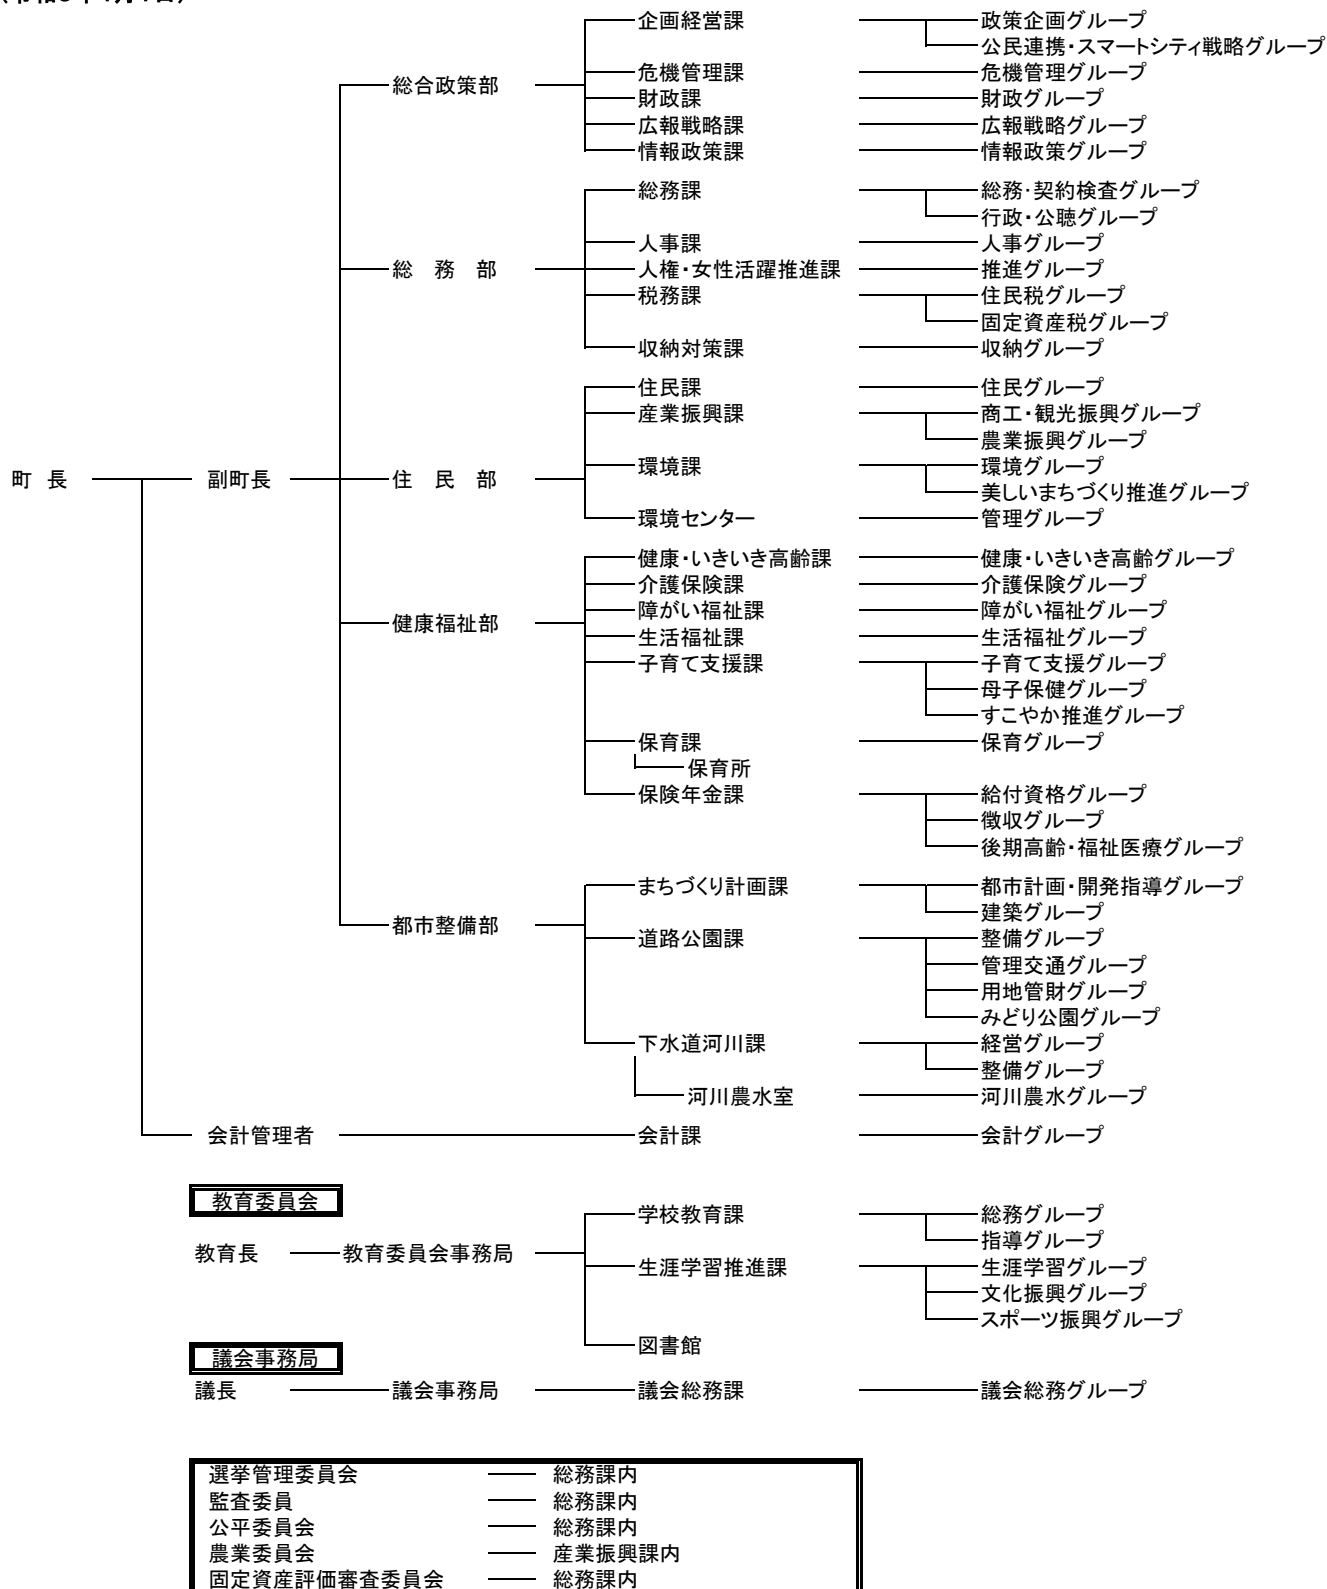 企画経営課 政策企画グループ
公民連携・スマートシティ戦略グループ
危機管理課 危機管理グループ
総合政策部
財政課 財政グループ
広報戦略課 広報戦略グループ
情報政策課 情報政策グループ
総務課 総務・契約検査グループ
行政・公聴グループ
人事課 人事グループ
総 務 部 人権・女性活躍推進課 推進グループ
税務課 住民税グループ
固定資産税グループ
収納対策課 収納グループ
住民課 住民グループ
産業振興課 商工・観光振興グループ
農業振興グループ
環境課 環境グループ
町 長 副町長 住 民 部
美しいまちづくり推進グループ
環境センター 管理グループ
健康・いきいき高齢課 健康・いきいき高齢グループ
介護保険課 介護保険グループ
障がい福祉課 障がい福祉グループ
健康福祉部
生活福祉課 生活福祉グループ
子育て支援課 子育て支援グループ
母子保健グループ
すこやか推進グループ
保育課 保育グループ
保育所
保険年金課 給付資格グループ
徴収グループ
後期高齢・福祉医療グループ
まちづくり計画課 都市計画・開発指導グループ
建築グループ
都市整備部
道路公園課 整備グループ
管理交通グループ
用地管財グループ
みどり公園グループ
下水道河川課 経営グループ
整備グループ
河川農水室 河川農水グループ
会計管理者 会計課 会計グループ
教育委員会
学校教育課 総務グループ
指導グループ
教育長 教育委員会事務局
生涯学習推進課 生涯学習グループ
文化振興グループ
スポーツ振興グループ
図書館
議会事務局
議長 議会事務局 議会総務課 議会総務グループ
選挙管理委員会 総務課内
監査委員 総務課内
公平委員会 総務課内
農業委員会 産業振興課内
固定資産評価審査委員会 総務課内